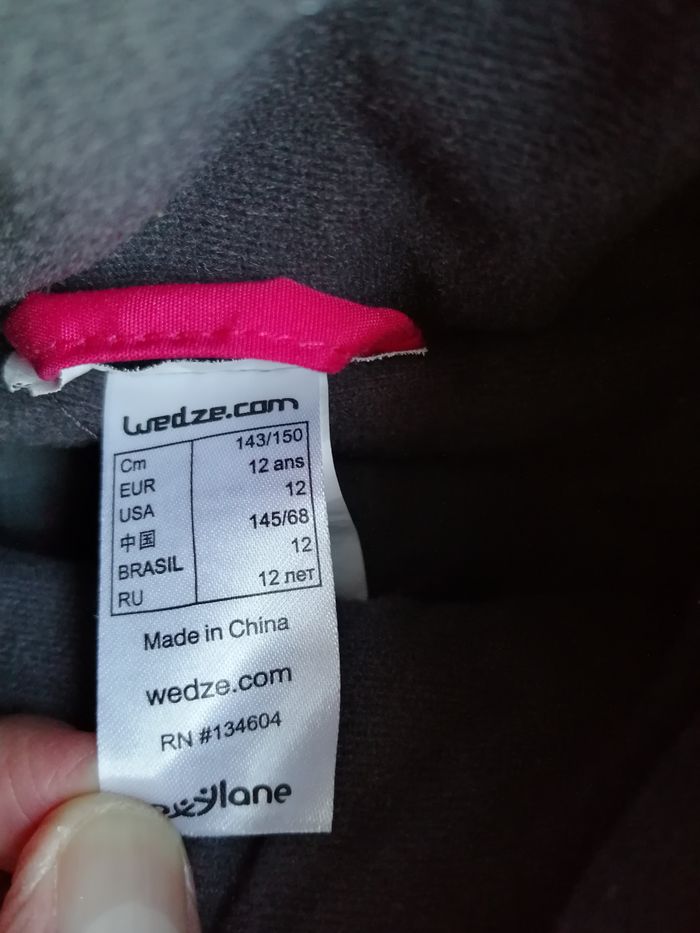 wedze.com
Cm 143/150
EUR 12 ans
USA 12
中国 145/68
BRASIL 12
RU 12 лет
Made in China
wedze.com
RN #134604